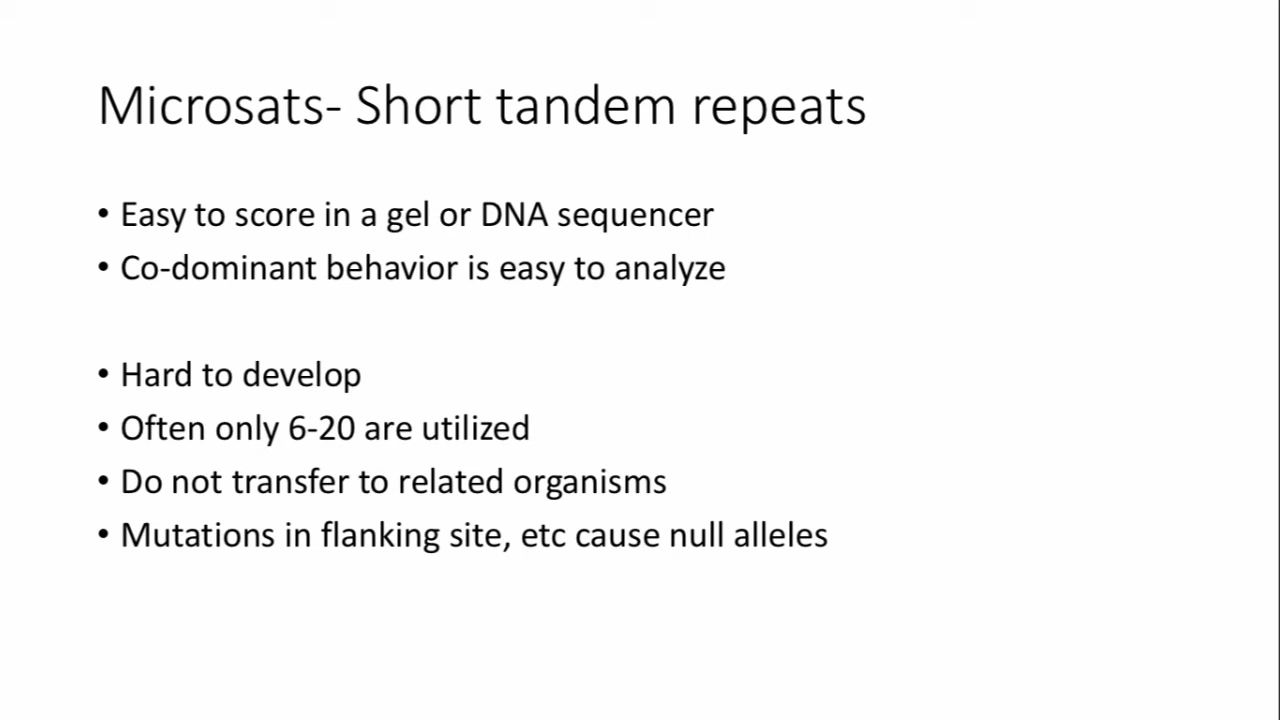 Microsats- Short tandem repeats
• Easy to score in a gel or DNA sequencer
• Co-dominant behavior is easy to analyze
• Hard to develop
• Often only 6-20 are utilized
• Do not transfer to related organisms
• Mutations in flanking site, etc cause null alleles